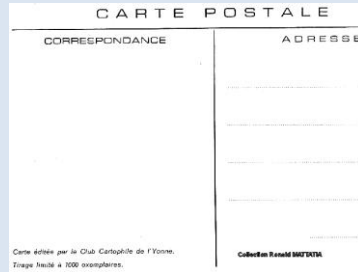 CARTE POSTALE
CORRESPONDANCE
ADRESSE
Carte éditée par le Club Cartophile de l'Yonne.
Tirage limité à 1000 exemplaires.
Collection Ronald MATTATIA